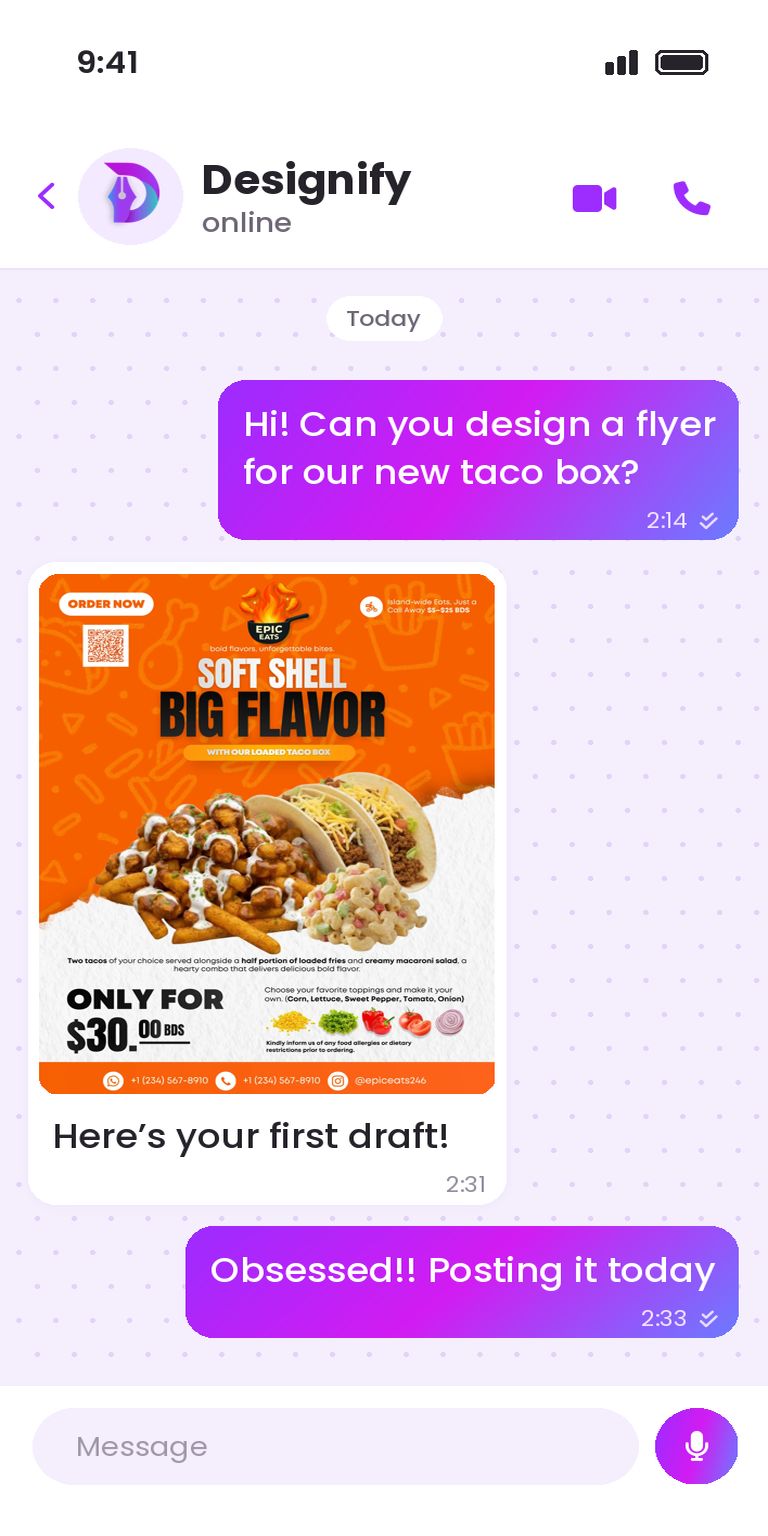 9:41
Designify
online
Today
Hi! Can you design a flyer
for our new taco box?
2:14
ORDER NOW
EPIC
EATS
Island-wide Eats, Just a
Call Away $5-$25 BDS
bold flavors. unforgettable bites.
SOFT SHELL
BIG FLAVOR
WITH OUR LOADED TACO BOX
Two tacos of your choice served alongside a half portion of loaded fries and creamy macaroni salad, a
hearty combo that delivers delicious bold flavor.
ONLY FOR
$30.00 BDS
Choose your favorite toppings and make it your
own. (Corn, Lettuce, Sweet Pepper, Tomato, Onion)
Kindly inform us of any food allergies or dietary
restrictions prior to ordering.
+1 (234) 567-8910
+1 (234) 567-8910
@epiceats246
Here’s your first draft!
2:31
Obsessed!! Posting it today
2:33
Message